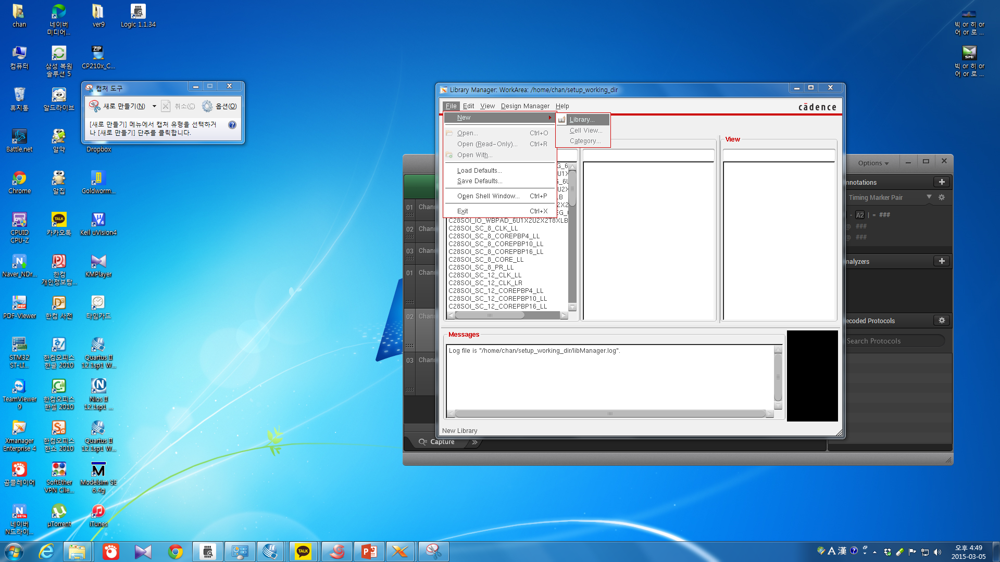 chan
네이버
미디어...
ver9
Logic 1.1.34
컴퓨터
삼성 복원
솔루션 5
CP210x_C...
휴지통
알드라이브
Battle.net
알약
Dropbox
Chrome
알집
Goldworm...
CPUID
CPU-Z
카카오톡
Keil uVision4
Naver_NDr...
한컴
개인정보탐...
KMPlayer
PDF-Viewer
한컴 사전
타임가드
STM32
ST-LI...
한컴오피스
한글 2010
Quartus II
12.1sp1 W...
TeamViewer
9
한컴오피스
한셀 2010
Nios II
12.1sp1 ...
Xmanager
Enterprise 4
한컴오피스
한쇼 2010
Quartus II
12.1sp1 W...
곰플레이어
SoftEther
VPN Clie...
Modelsim SE
6.4g
네이버
N드라이...
µTorrent
iTunes
빅 or 히 or
어 or 로 ...
빅 or 히 or
어 or 로 ...
캡처 도구
새로 만들기(N)
취소(C)
옵션(O)
[새로 만들기] 메뉴에서 캡처 유형을 선택하거
나 [새로 만들기] 단추를 클릭합니다.
Library Manager: WorkArea: /home/chan/setup_working_dir
File Edit View Design Manager Help
cādence
New
Library...
Cell View...
Category...
Open... Ctrl+O
Open (Read-Only)... Ctrl+R
Open With...
Load Defaults...
Save Defaults...
Open Shell Window... Ctrl+P
Exit Ctrl+X
View
C28SOI_IO_WBPAD_6U1X2U2X2T8XLB
C28SOI_SC_8_CLK_LL
C28SOI_SC_8_COREPBP4_LL
C28SOI_SC_8_COREPBP10_LL
C28SOI_SC_8_COREPBP16_LL
C28SOI_SC_8_CORE_LL
C28SOI_SC_8_PR_LL
C28SOI_SC_12_CLK_LL
C28SOI_SC_12_CLK_LR
C28SOI_SC_12_COREPBP4_LL
C28SOI_SC_12_COREPBP10_LL
C28SOI_SC_12_COREPBP16_LL
Messages
Log file is "/home/chan/setup_working_dir/libManager.log".
New Library
01 Chann
02 Chann
03 Chann
01 Chann
02 Chann
03 Chann
Capture
Options
nnotations
Timing Marker Pair
- A2 | = ###
@ ###
@ ###
nalyzers
ecoded Protocols
Search Protocols
A 漢
오후 4:49
2015-03-05